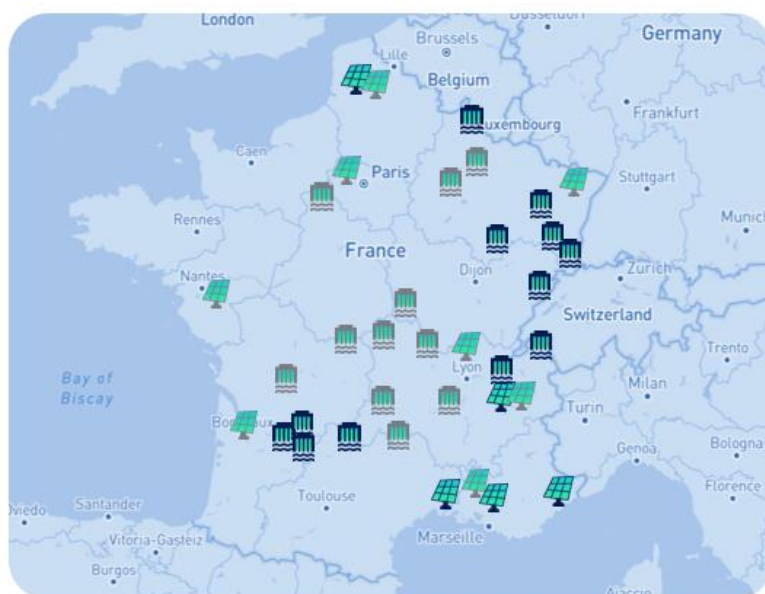 London
Dusseldorf
Brussels
Lille
Germany
Belgium
Frankfurt
Luxembourg
Caen
Paris
Stuttgart
Rennes
Munich
France
Nantes
Dijon
Zurich
Switzerland
Bay of
Biscay
Lyon
Trento
Milan
Turin
Bologna
Genoa
Toulouse
Florence
Santander
Marseille
Vitoria-Gasteiz
Burgos